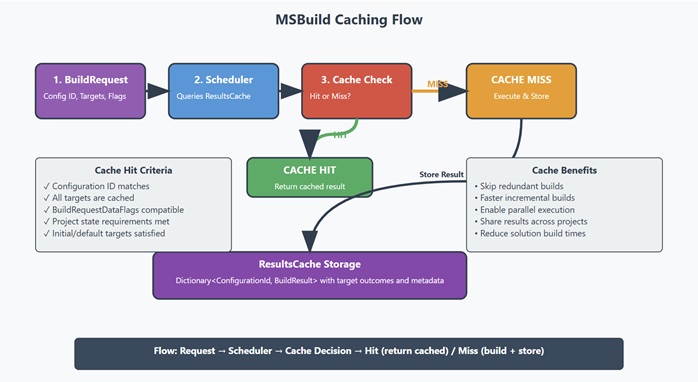 MSBuild Caching Flow
1. BuildRequest
Config ID, Targets, Flags
2. Scheduler
Queries ResultsCache
3. Cache Check
Hit or Miss?
MISS
CACHE MISS
Execute & Store
HIT
CACHE HIT
Return cached result
Cache Hit Criteria
✓ Configuration ID matches
✓ All targets are cached
✓ BuildRequestDataFlags compatible
✓ Project state requirements met
✓ Initial/default targets satisfied
Store Result
Cache Benefits
• Skip redundant builds
• Faster incremental builds
• Enable parallel execution
• Share results across projects
• Reduce solution build times
ResultsCache Storage
Dictionary<ConfigurationId, BuildResult> with target outcomes and metadata
Flow: Request → Scheduler → Cache Decision → Hit (return cached) / Miss (build + store)